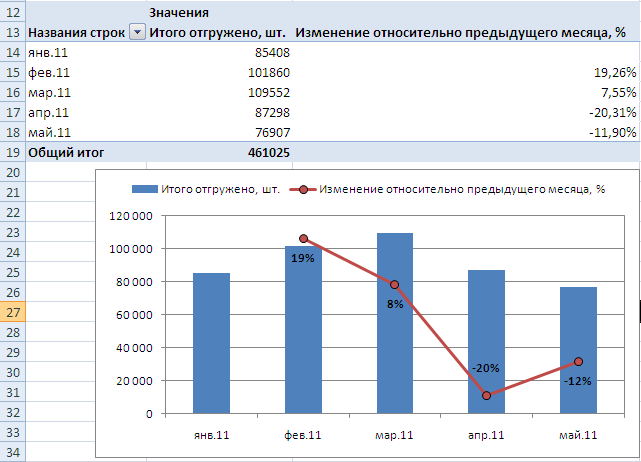 12 Значения
13 Названия строк Итого отгружено, шт. Изменение относительно предыдущего месяца, %
14 янв.11 85408
15 фев.11 101860 19,26%
16 мар.11 109552 7,55%
17 апр.11 87298 -20,31%
18 май.11 76907 -11,90%
19 Общий итог 461025
20
21 Итого отгружено, шт. Изменение относительно предыдущего месяца, %
22
23 120 000
24 100 000 19%
25
26 80 000 8%
27 60 000
28
29 40 000 -20%
30 20 000 -12%
31
32 0
33 янв.11 фев.11 мар.11 апр.11 май.11
34